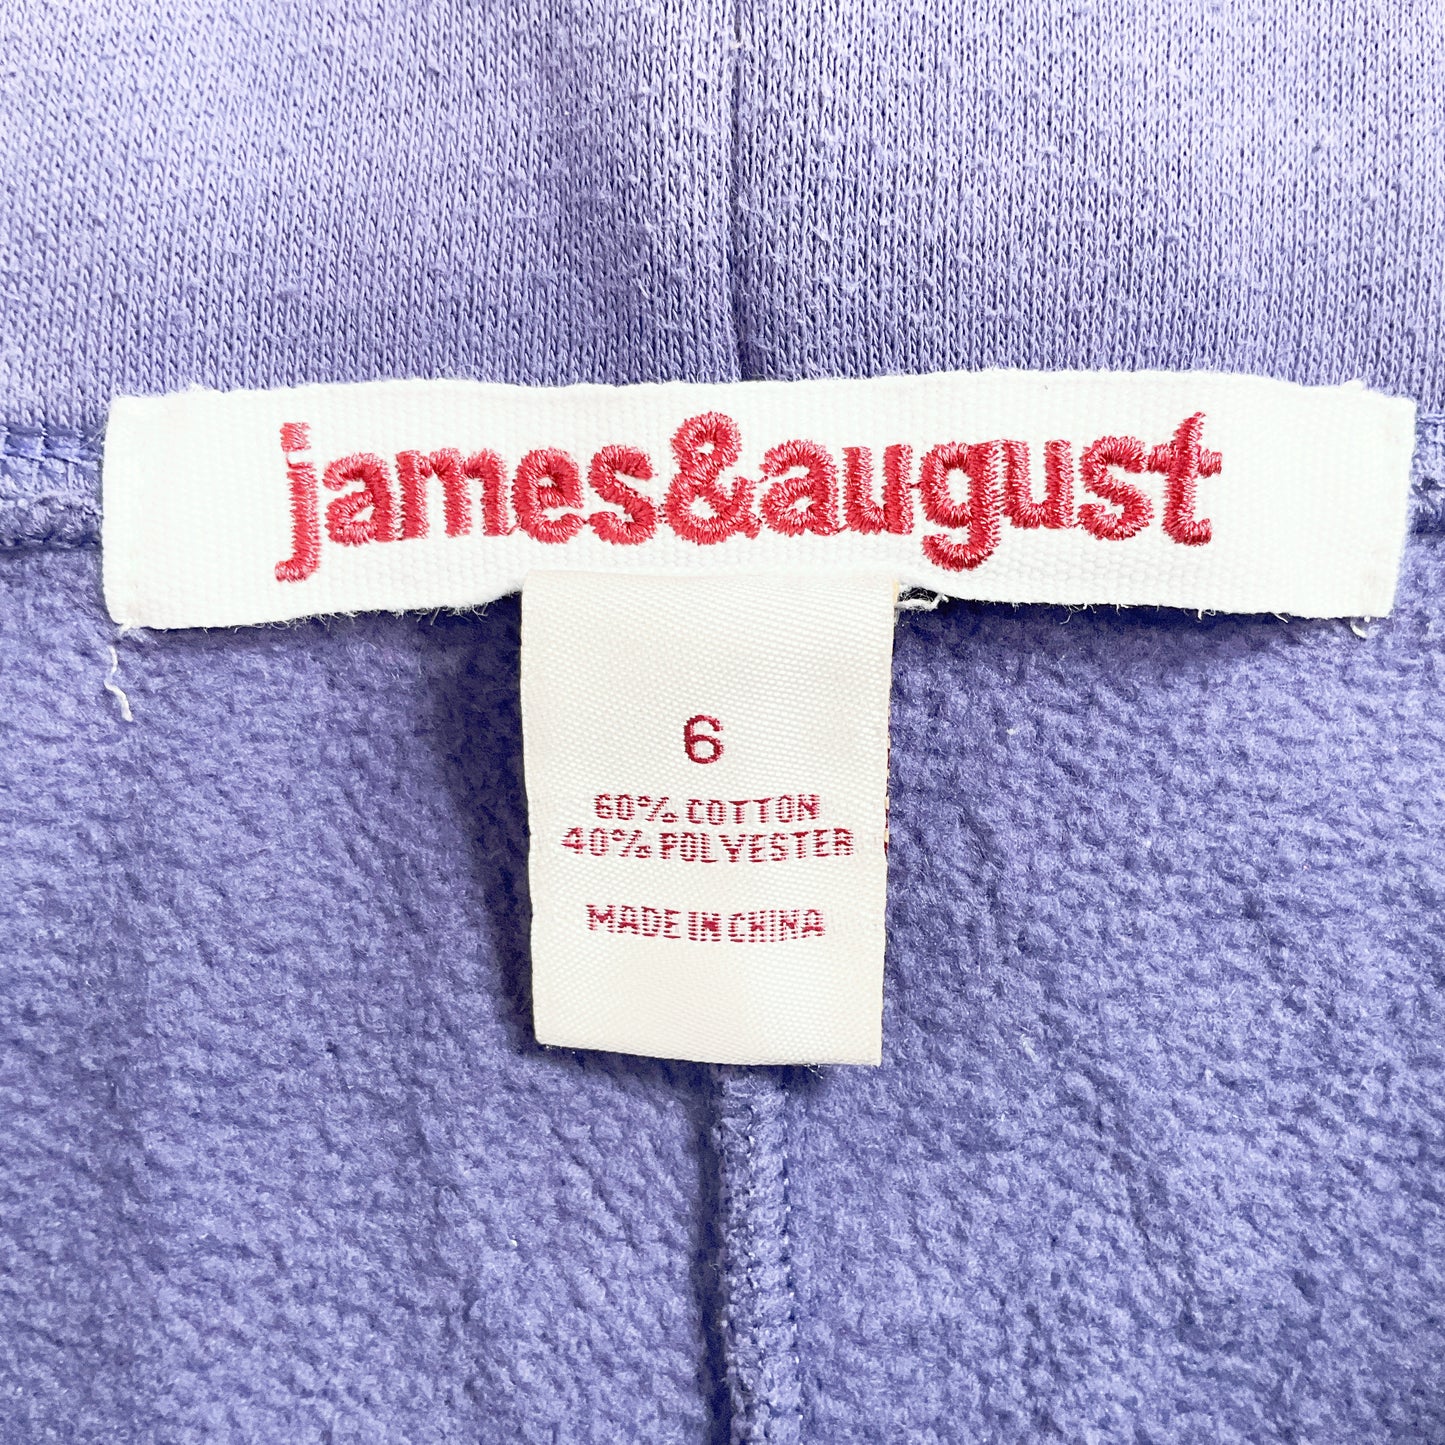 james&august
6
60% COTTON
40% POLYESTER
MADE IN CHINA